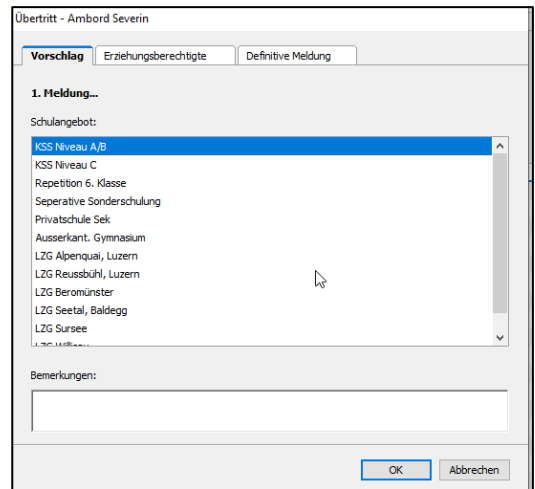 Übertritt - Ambord Severin
Vorschlag Erziehungsberechtigte Definitive Meldung
1. Meldung...
Schulangebot:
KSS Niveau A/B
KSS Niveau C
Repetition 6. Klasse
Seperative Sonderschulung
Privatschule Sek
Ausserkant. Gymnasium
LZG Alpenquai, Luzern
LZG Reussbühl, Luzern
LZG Beromünster
LZG Seetal, Baldegg
LZG Sursee
LZG
Bemerkungen:
OK Abbrechen